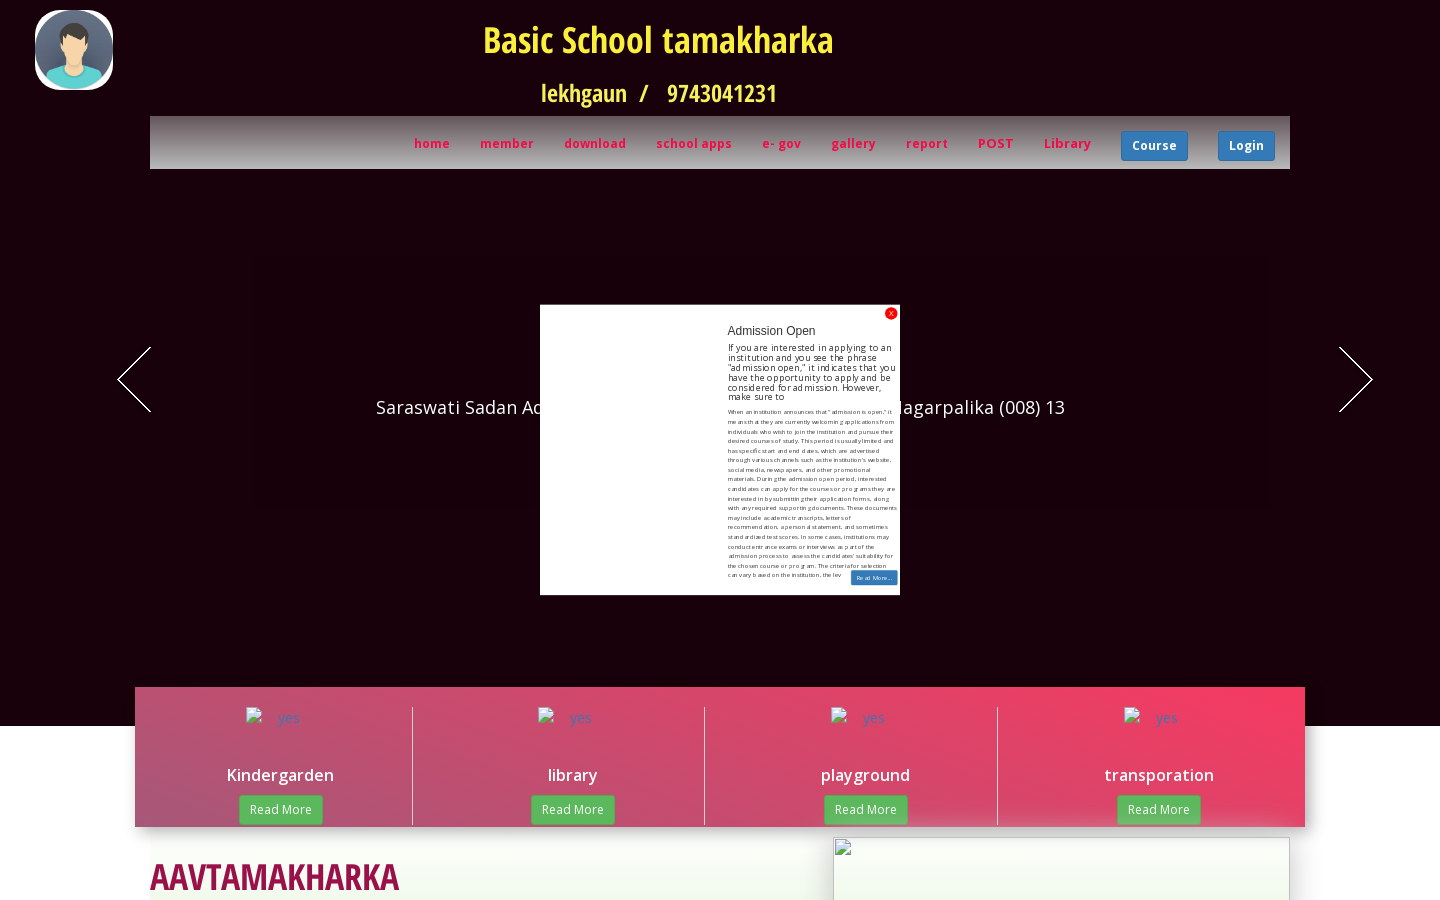 Basic School tamakharka
lekhgaun / 9743041231
home member download school apps e- gov gallery report POST Library Course Login
X
Admission Open
If you are interested in applying to an
institution and you see the phrase
"admission open," it indicates that you
have the opportunity to apply and be
considered for admission. However,
make sure to
When an institution announces that "admission is open," it
means that they are currently welcoming applications from
individuals who wish to join the institution and pursue their
desired courses of study. This period is usually limited and
has specific start and end dates, which are advertised
through various channels such as the institution's website,
social media, newspapers, and other promotional
materials. During the admission open period, interested
candidates can apply for the courses or programs they are
interested in by submitting their application forms, along
with any required supporting documents. These documents
may include academic transcripts, letters of
recommendation, a personal statement, and sometimes
standardized test scores. In some cases, institutions may
conduct entrance exams or interviews as part of the
admission process to assess the candidates' suitability for
the chosen course or program. The criteria for selection
can vary based on the institution, the lev
Read More...
Saraswati Sadan Ad
agarpalika (008) 13
yes yes yes yes
Kindergarden library playground transporation
Read More Read More Read More Read More
AAVTAMAKHARKA